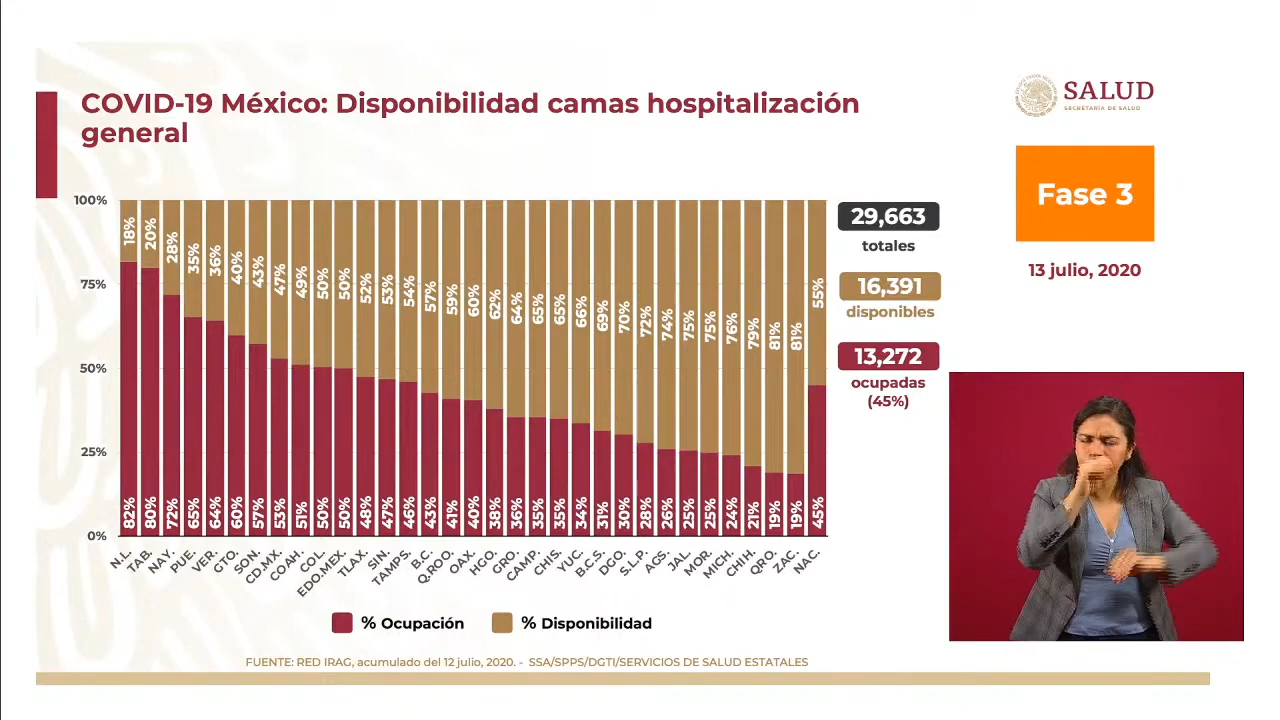 COVID-19 México: Disponibilidad camas hospitalización
general
SALUD
SECRETARÍA DE SALUD
Fase 3
13 julio, 2020
100%
75%
50%
25%
0%
18% 20% 28% 35% 36% 40% 43% 47% 49% 50% 50% 52% 53% 54% 57% 59% 60% 62% 64% 65% 65% 66% 69% 70% 72% 74% 75% 75% 76% 79% 81% 81% 55%
82% 80% 72% 65% 64% 60% 57% 53% 51% 50% 50% 48% 47% 46% 43% 41% 40% 38% 36% 35% 35% 34% 31% 30% 28% 26% 25% 25% 24% 21% 19% 19% 45%
N.L. TAB. NAY. PUE. VER. GTO. SON. CD.MX. COAH. COL. EDO.MEX. TLAX. SIN. TAMPS. B.C. Q.ROO. OAX. HGO. GRO. CAMP. CHIS. YUC. B.C.S. DGO. S.L.P. AGS. JAL. MOR. MICH. CHIH. QRO. ZAC. NAC.
29,663
totales
16,391
disponibles
13,272
ocupadas
(45%)
% Ocupación
% Disponibilidad
FUENTE: RED IRAG, acumulado del 12 julio, 2020. - SSA/SPPS/DGTI/SERVICIOS DE SALUD ESTATALES